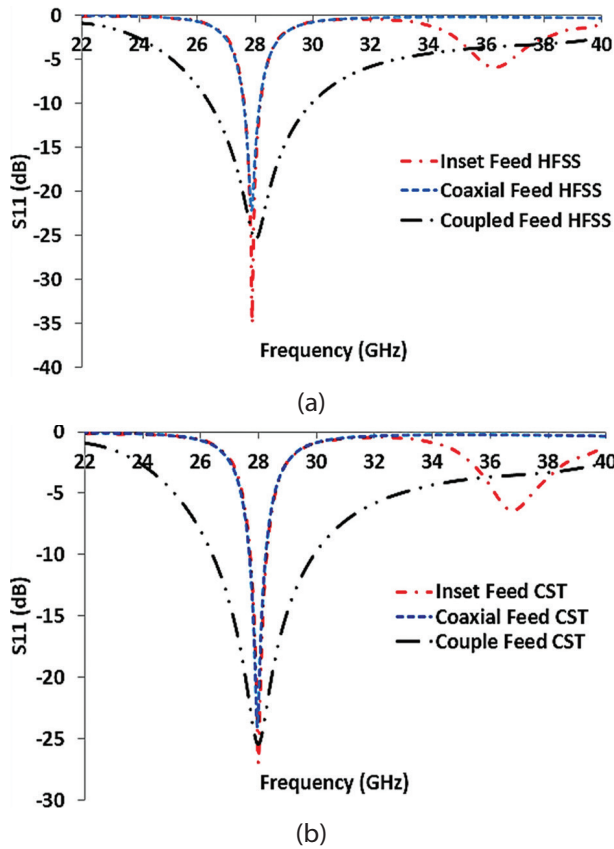 0
22 24 26 28 30 32 34 36 38 40
-5
-10
-15
-20
-25
-30
-35
-40
S11 (dB)
Inset Feed HFSS
Coaxial Feed HFSS
Coupled Feed HFSS
Frequency (GHz)
(a)
0
22 24 26 28 30 32 34 36 38 40
-5
-10
-15
-20
-25
-30
S11 (dB)
Inset Feed CST
Coaxial Feed CST
Couple Feed CST
Frequency (GHz)
(b)